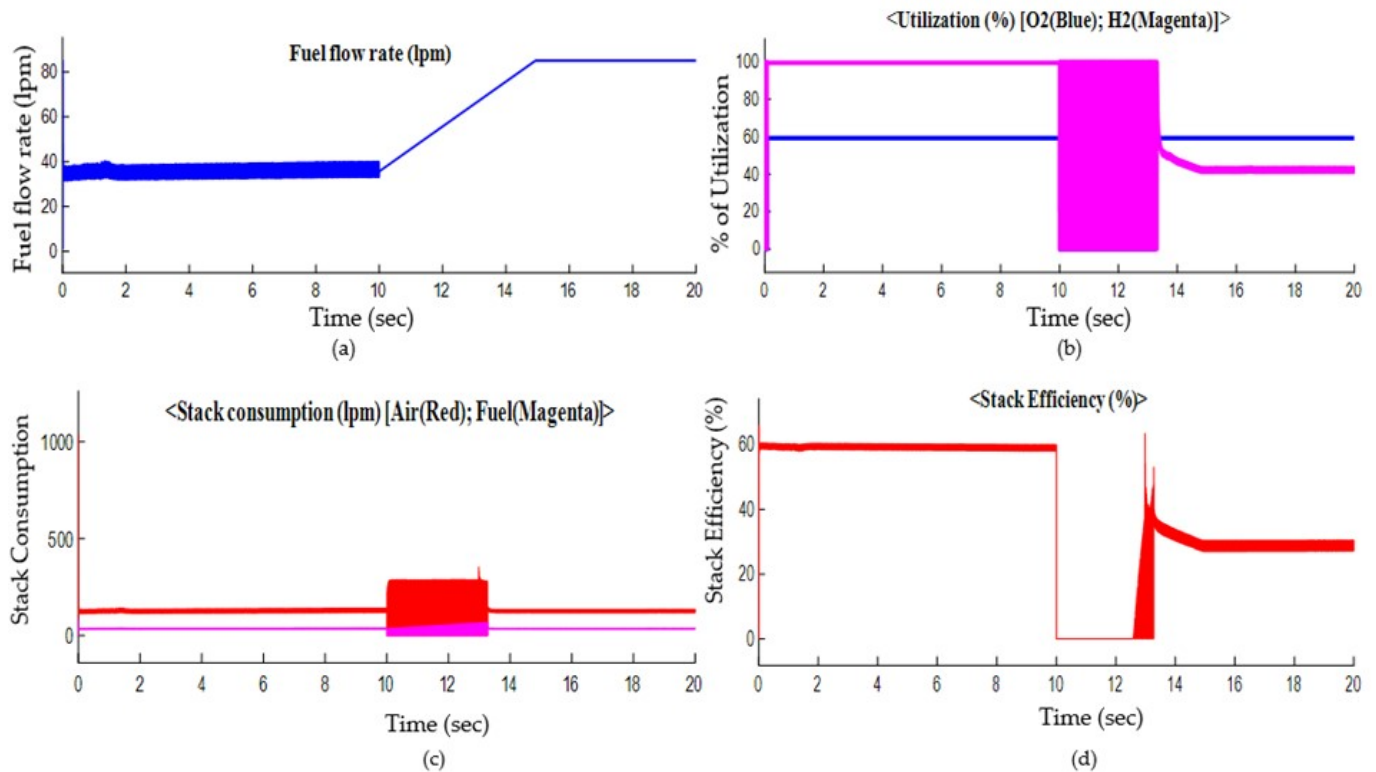 Fuel flow rate (lpm)
Fuel flow rate (lpm)
80
60
40
20
0
0 2 4 6 8 10 12 14 16 18 20
Time (sec)
(a)
<Utilization (%) [O2(Blue); H2(Magenta)]>
% of Utilization
100
80
60
40
20
0
0 2 4 6 8 10 12 14 16 18 20
Time (sec)
(b)
<Stack consumption (lpm) [Air(Red); Fuel(Magenta)]>
Stack Consumption
1000
500
0
0 2 4 6 8 10 12 14 16 18 20
Time (sec)
(c)
<Stack Efficiency (%)>
Stack Efficiency (%)
60
40
20
0
0 2 4 6 8 10 12 14 16 18 20
Time (sec)
(d)